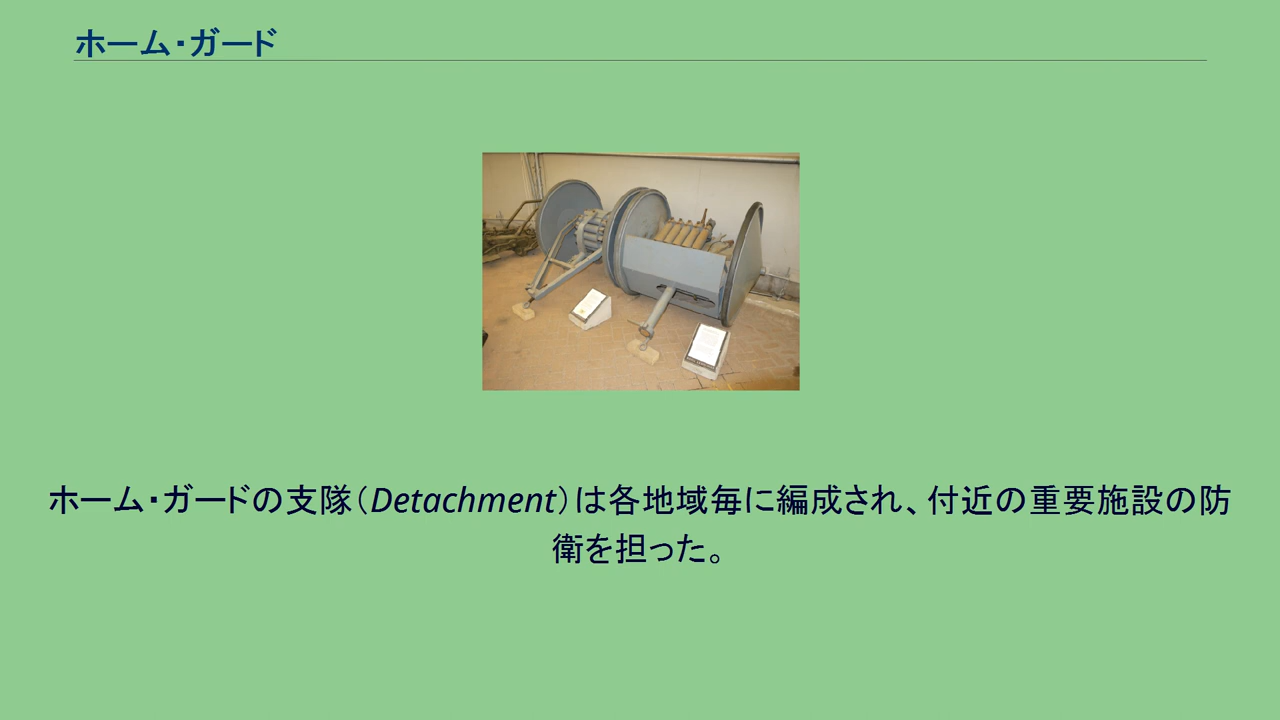 ホーム・ガード
ホーム・ガードの支隊（Detachment）は各地域毎に編成され、付近の重要施設の防
衛を担った。